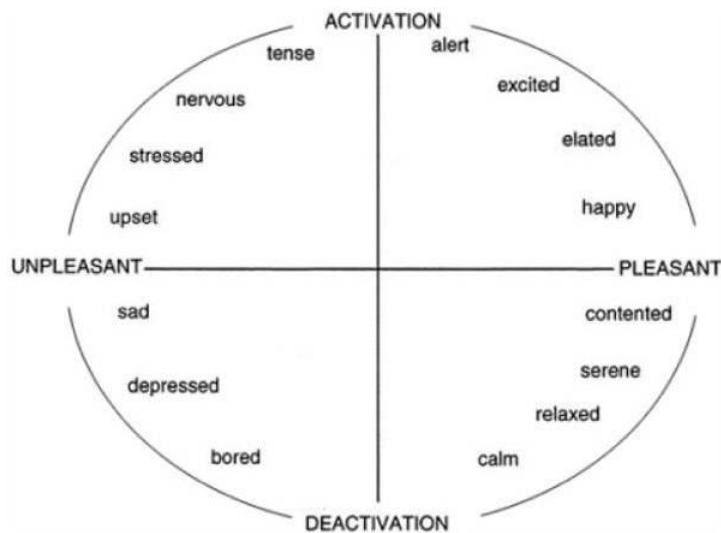 ACTIVATION
tense
alert
nervous
excited
stressed
elated
upset
happy
UNPLEASANT
PLEASANT
sad
contented
depressed
serene
relaxed
bored
calm
DEACTIVATION